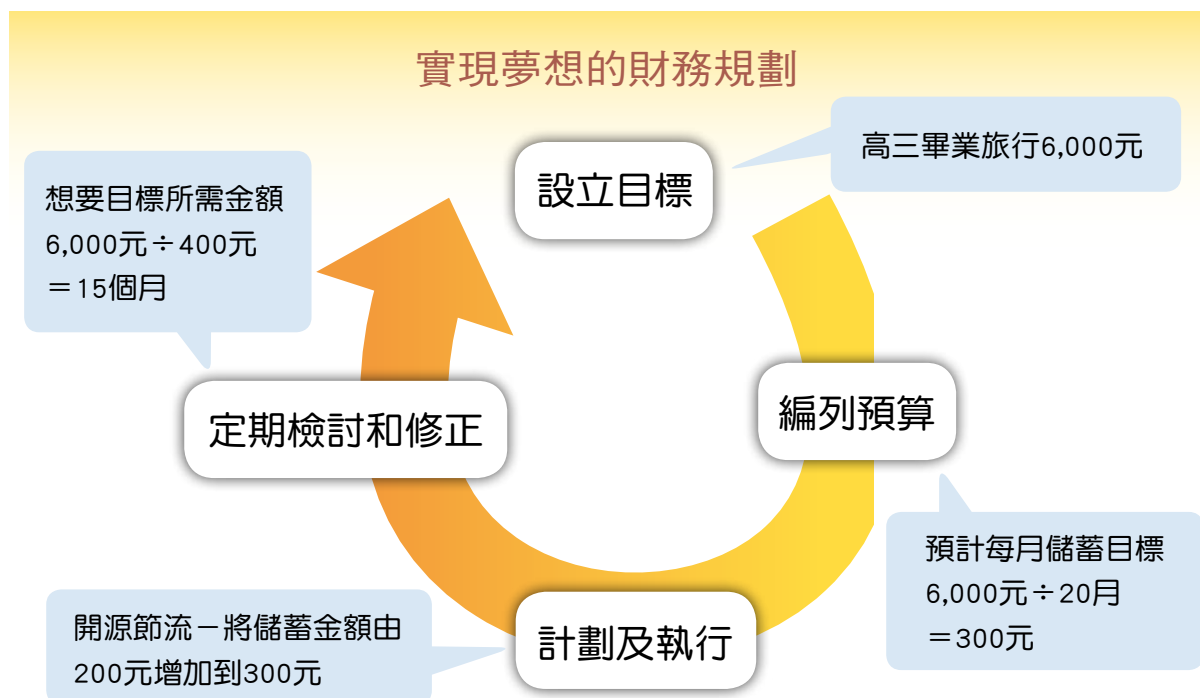 實現夢想的財務規劃
設立目標
高三畢業旅行6,000元
編列預算
預計每月儲蓄目標
6,000元÷20月
＝300元
計劃及執行
開源節流－將儲蓄金額由
200元增加到300元
定期檢討和修正
想要目標所需金額
6,000元÷400元
＝15個月